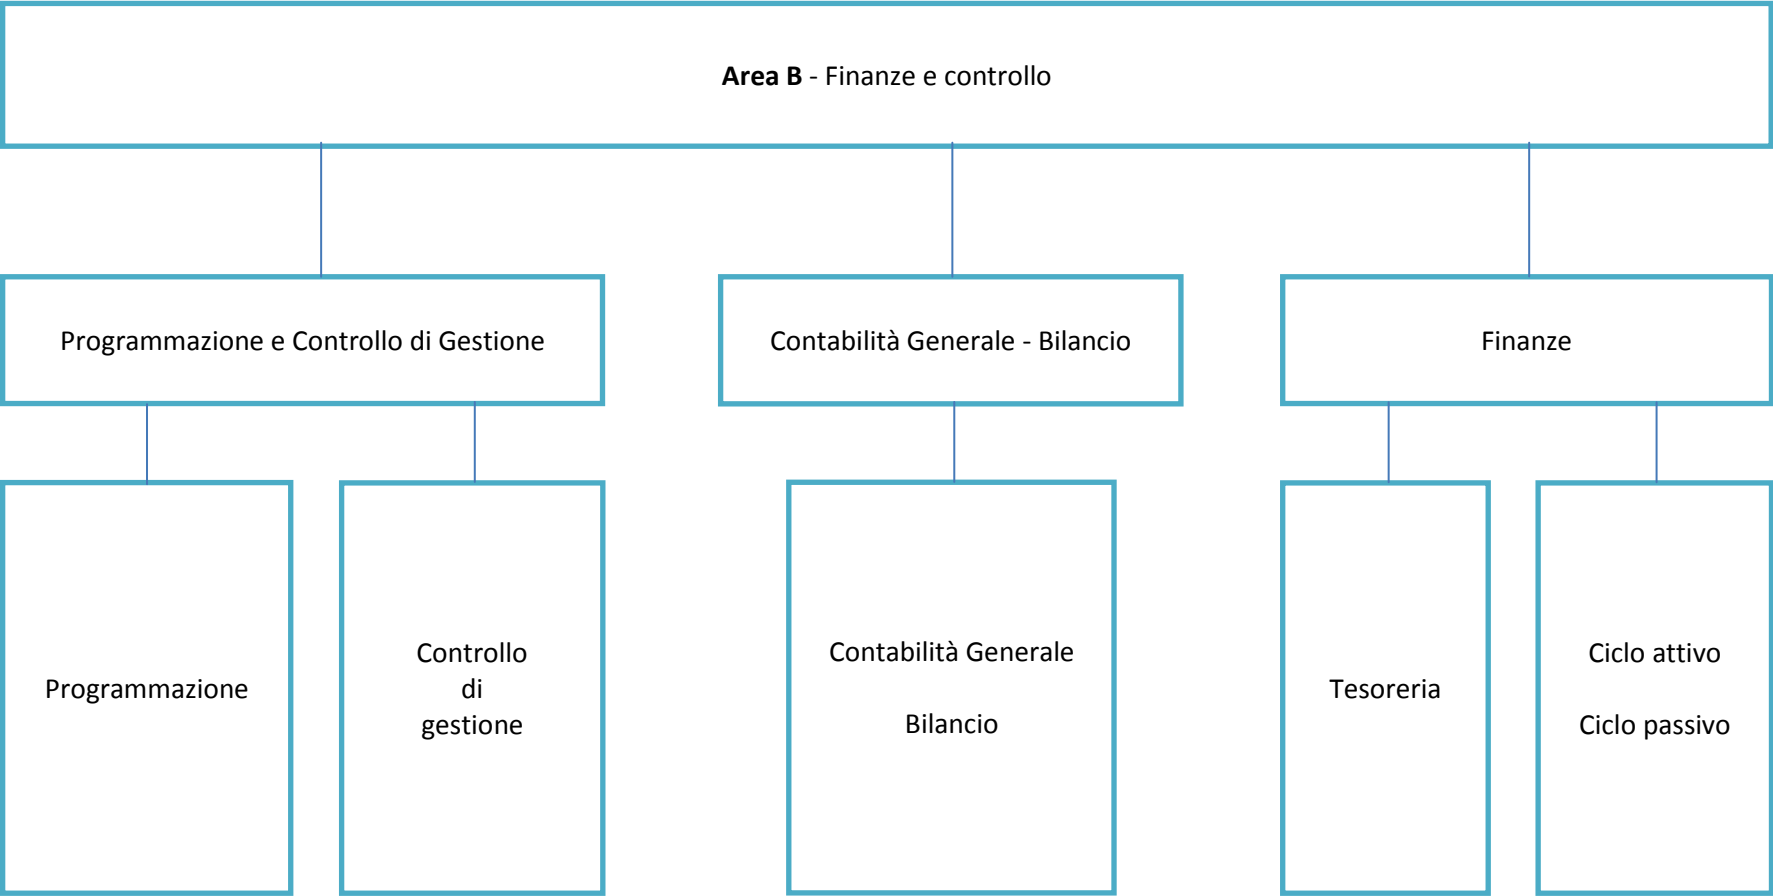 Area B - Finanze e controllo
Programmazione e Controllo di Gestione
Contabilità Generale - Bilancio
Finanze
Programmazione
Controllo
di
gestione
Contabilità Generale
Bilancio
Tesoreria
Ciclo attivo
Ciclo passivo